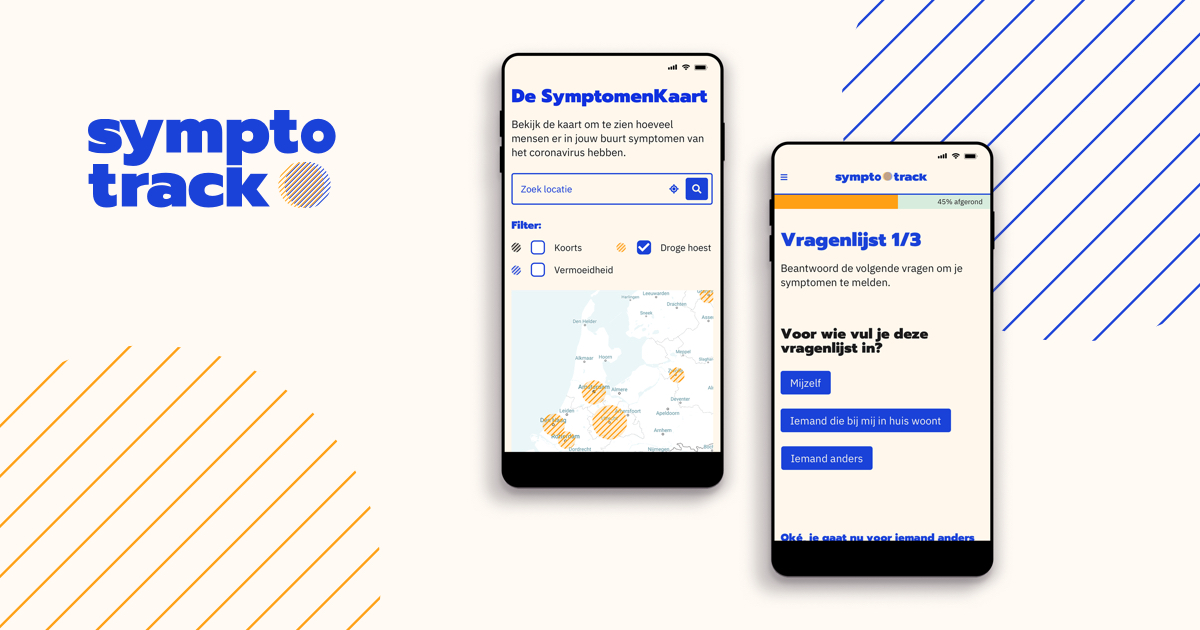 sympto
track
De SymptomenKaart
Bekijk de kaart om te zien hoeveel
mensen er in jouw buurt symptomen van
het coronavirus hebben.
Zoek locatie
Filter:
Koorts
Droge hoest
Vermoeidheid
Leeuwarden
Harlingen
Drachten
Sneek
Den Helder
Meppel
Alkmaar
Hoorn
Amsterdam
Almere
Deventer
Leiden
Apeldoorn
Den Haag
Arnhem
Rotterdam
Dordrecht
Nijmegen
sympto track
45% afgerond
Vragenlijst 1/3
Beantwoord de volgende vragen om je
symptomen te melden.
Voor wie vul je deze
vragenlijst in?
Mijzelf
Iemand die bij mij in huis woont
Iemand anders
Oké, je gaat nu voor iemand anders